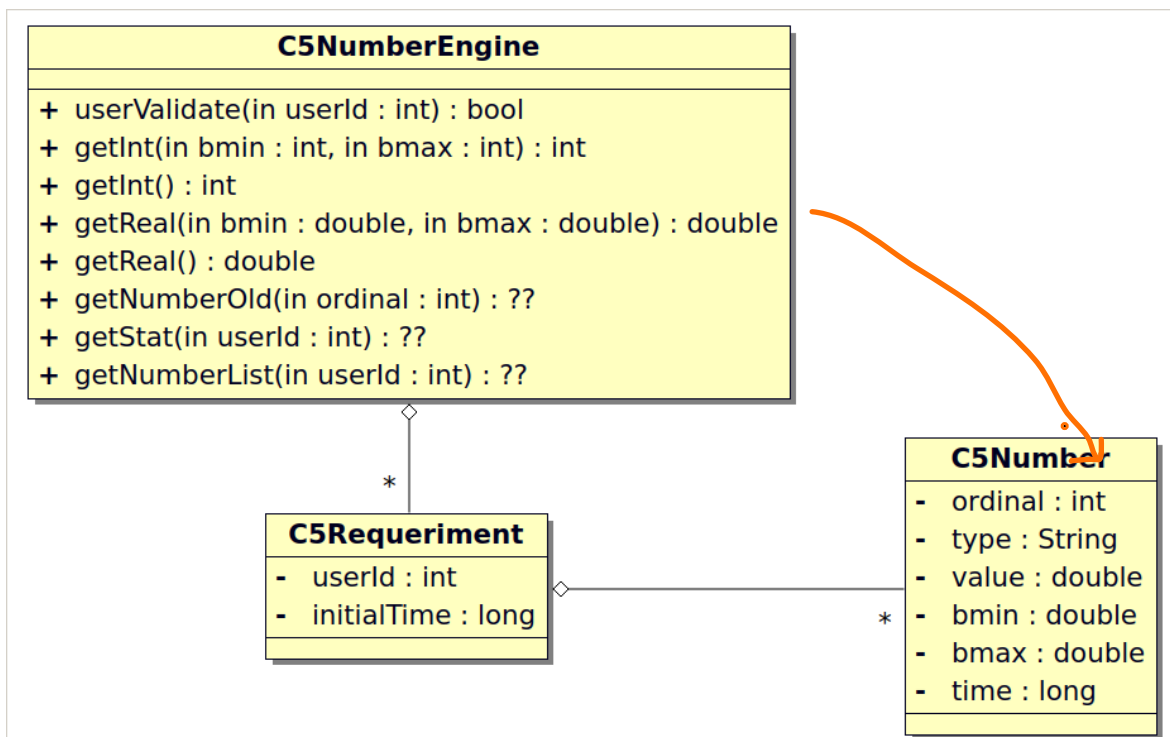 C5NumberEngine
+ userValidate(in userId : int) : bool
+ getInt(in bmin : int, in bmax : int) : int
+ getInt() : int
+ getReal(in bmin : double, in bmax : double) : double
+ getReal() : double
+ getNumberOld(in ordinal : int) : ??
+ getStat(in userId : int) : ??
+ getNumberList(in userId : int) : ??
*
C5Requeriment
- userId : int
- initialTime : long
*
C5Number
- ordinal : int
- type : String
- value : double
- bmin : double
- bmax : double
- time : long